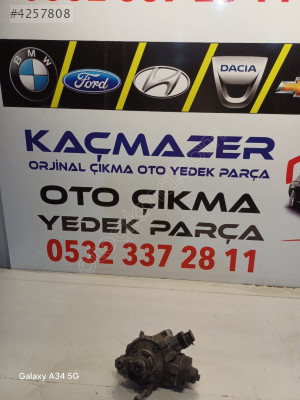 #4257808
BMW
Ford
DACIA
KAÇMAZER
ORJİNAL ÇIKMA OTO YEDEK PARÇA
OTO ÇIKMA
YEDEK PARÇA
0532 337 28 11
Galaxy A34 5G